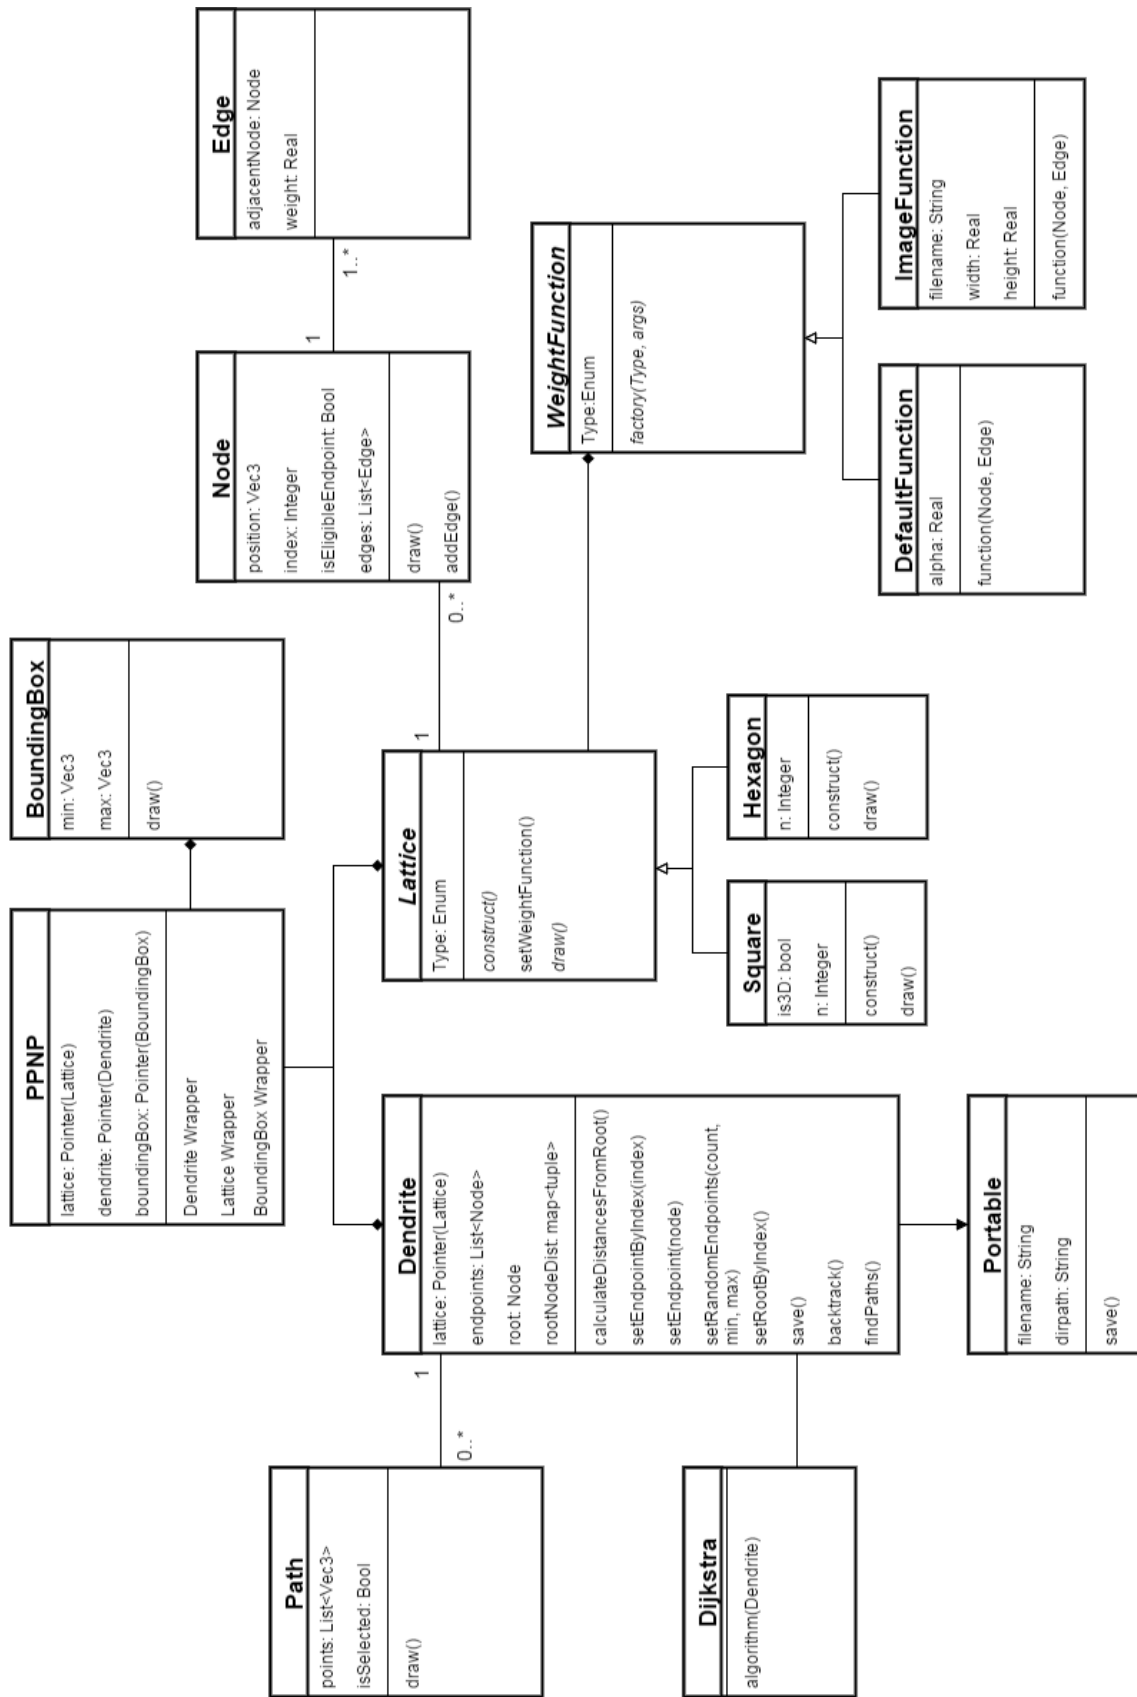 PPNP
lattice: Pointer(Lattice)
dendrite: Pointer(Dendrite)
boundingBox: Pointer(BoundingBox)
Dendrite Wrapper
Lattice Wrapper
BoundingBox Wrapper
BoundingBox
min: Vec3
max: Vec3
draw()
Node
position: Vec3
index: Integer
isEligibleEndpoint: Bool
edges: List<Edge>
draw()
addEdge()
1
1..*
Edge
adjacentNode: Node
weight: Real
Path
points: List<Vec3>
isSelected: Bool
draw()
0..*
1
Dendrite
lattice: Pointer(Lattice)
endpoints: List<Node>
root: Node
rootNodeDist: map<tuple>
calculateDistancesFromRoot()
setEndpointByIndex(index)
setEndpoint(node)
setRandomEndpoints(count,
min, max)
setRootByIndex()
save()
backtrack()
findPaths()
Lattice
Type: Enum
construct()
setWeightFunction()
draw()
1
0..*
WeightFunction
Type:Enum
factory(Type, args)
Dijkstra
algorithm(Dendrite)
Square
is3D: bool
n: Integer
construct()
draw()
Hexagon
n: Integer
construct()
draw()
DefaultFunction
alpha: Real
function(Node, Edge)
ImageFunction
filename: String
width: Real
height: Real
function(Node, Edge)
Portable
filename: String
dirpath: String
save()